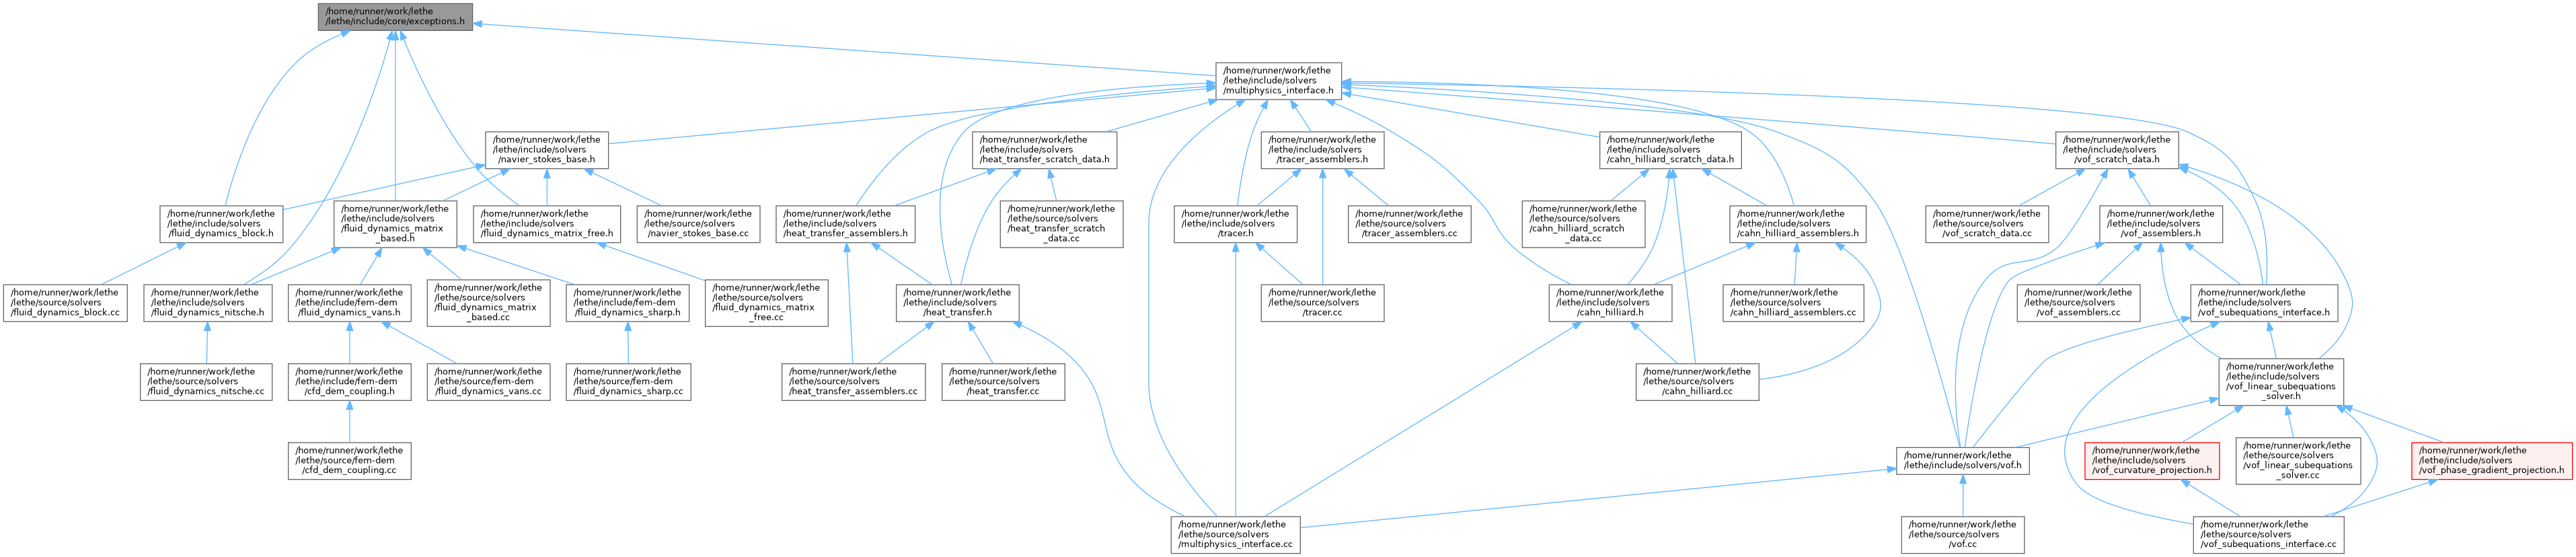 /home/runner/work/lethe
/lethe/include/core/exceptions.h
/home/runner/work/lethe
/lethe/include/solvers
/multiphysics_interface.h
/home/runner/work/lethe
/lethe/include/solvers
/navier_stokes_base.h
/home/runner/work/lethe
/lethe/include/solvers
/heat_transfer_scratch_data.h
/home/runner/work/lethe
/lethe/include/solvers
/tracer_assemblers.h
/home/runner/work/lethe
/lethe/include/solvers
/cahn_hilliard_scratch_data.h
/home/runner/work/lethe
/lethe/include/solvers
/vof_scratch_data.h
/home/runner/work/lethe
/lethe/include/solvers
/fluid_dynamics_block.h
/home/runner/work/lethe
/lethe/include/solvers
/fluid_dynamics_matrix
_based.h
/home/runner/work/lethe
/lethe/include/solvers
/fluid_dynamics_matrix_free.h
/home/runner/work/lethe
/lethe/source/solvers
/navier_stokes_base.cc
/home/runner/work/lethe
/lethe/include/solvers
/heat_transfer_assemblers.h
/home/runner/work/lethe
/lethe/source/solvers
/heat_transfer_scratch
_data.cc
/home/runner/work/lethe
/lethe/include/solvers
/tracer.h
/home/runner/work/lethe
/lethe/source/solvers
/tracer_assemblers.cc
/home/runner/work/lethe
/lethe/source/solvers
/cahn_hilliard_scratch
_data.cc
/home/runner/work/lethe
/lethe/include/solvers
/cahn_hilliard_assemblers.h
/home/runner/work/lethe
/lethe/source/solvers
/vof_scratch_data.cc
/home/runner/work/lethe
/lethe/include/solvers
/vof_assemblers.h
/home/runner/work/lethe
/lethe/source/solvers
/fluid_dynamics_block.cc
/home/runner/work/lethe
/lethe/include/solvers
/fluid_dynamics_nitsche.h
/home/runner/work/lethe
/lethe/include/fem-dem
/fluid_dynamics_vans.h
/home/runner/work/lethe
/lethe/source/solvers
/fluid_dynamics_matrix
_based.cc
/home/runner/work/lethe
/lethe/include/fem-dem
/fluid_dynamics_sharp.h
/home/runner/work/lethe
/lethe/source/solvers
/fluid_dynamics_matrix
_free.cc
/home/runner/work/lethe
/lethe/include/solvers
/heat_transfer.h
/home/runner/work/lethe
/lethe/source/solvers
/tracer.cc
/home/runner/work/lethe
/lethe/include/solvers
/cahn_hilliard.h
/home/runner/work/lethe
/lethe/source/solvers
/cahn_hilliard_assemblers.cc
/home/runner/work/lethe
/lethe/source/solvers
/vof_assemblers.cc
/home/runner/work/lethe
/lethe/include/solvers
/vof_subequations_interface.h
/home/runner/work/lethe
/lethe/source/solvers
/fluid_dynamics_nitsche.cc
/home/runner/work/lethe
/lethe/include/fem-dem
/cfd_dem_coupling.h
/home/runner/work/lethe
/lethe/source/fem-dem
/fluid_dynamics_vans.cc
/home/runner/work/lethe
/lethe/source/fem-dem
/fluid_dynamics_sharp.cc
/home/runner/work/lethe
/lethe/source/solvers
/heat_transfer_assemblers.cc
/home/runner/work/lethe
/lethe/source/solvers
/heat_transfer.cc
/home/runner/work/lethe
/lethe/source/solvers
/cahn_hilliard.cc
/home/runner/work/lethe
/lethe/include/solvers
/vof_linear_subequations
_solver.h
/home/runner/work/lethe
/lethe/source/fem-dem
/cfd_dem_coupling.cc
/home/runner/work/lethe
/lethe/include/solvers/vof.h
/home/runner/work/lethe
/lethe/include/solvers
/vof_curvature_projection.h
/home/runner/work/lethe
/lethe/source/solvers
/vof_linear_subequations
_solver.cc
/home/runner/work/lethe
/lethe/include/solvers
/vof_phase_gradient_projection.h
/home/runner/work/lethe
/lethe/source/solvers
/multiphysics_interface.cc
/home/runner/work/lethe
/lethe/source/solvers
/vof.cc
/home/runner/work/lethe
/lethe/source/solvers
/vof_subequations_interface.cc